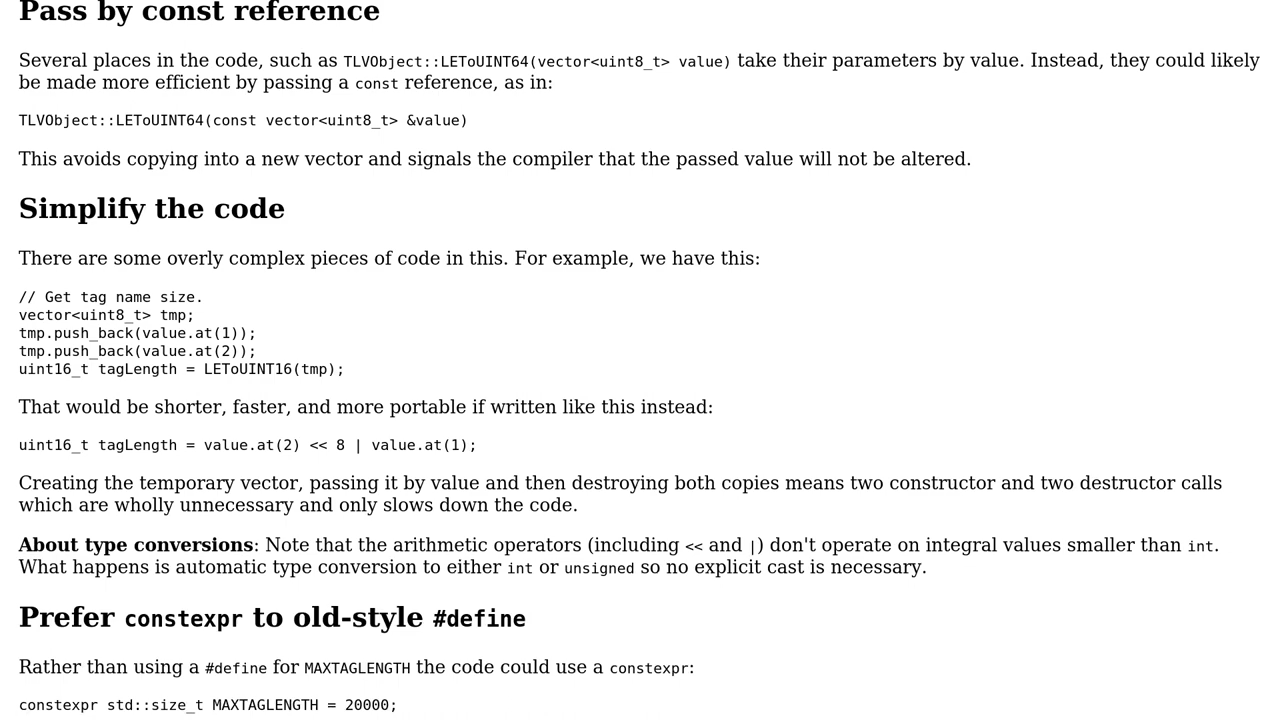 Pass by const reference
Several places in the code, such as TLVObject::LEToUINT64(vector<uint8_t> value) take their parameters by value. Instead, they could likely
be made more efficient by passing a const reference, as in:
TLVObject::LEToUINT64(const vector<uint8_t> &value)
This avoids copying into a new vector and signals the compiler that the passed value will not be altered.
Simplify the code
There are some overly complex pieces of code in this. For example, we have this:
// Get tag name size.
vector<uint8_t> tmp;
tmp.push_back(value.at(1));
tmp.push_back(value.at(2));
uint16_t tagLength = LEToUINT16(tmp);
That would be shorter, faster, and more portable if written like this instead:
uint16_t tagLength = value.at(2) << 8 | value.at(1);
Creating the temporary vector, passing it by value and then destroying both copies means two constructor and two destructor calls
which are wholly unnecessary and only slows down the code.
About type conversions: Note that the arithmetic operators (including << and |) don't operate on integral values smaller than int.
What happens is automatic type conversion to either int or unsigned so no explicit cast is necessary.
Prefer constexpr to old-style #define
Rather than using a #define for MAXTAGLENGTH the code could use a constexpr:
constexpr std::size_t MAXTAGLENGTH = 20000;